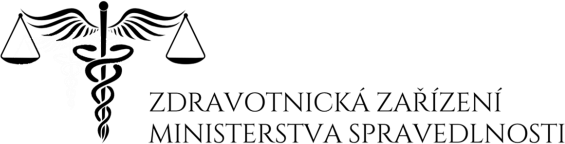 ZDRAVOTNICKÁ ZAŘÍZENÍ
MINISTERSTVA SPRAVEDLNOSTI